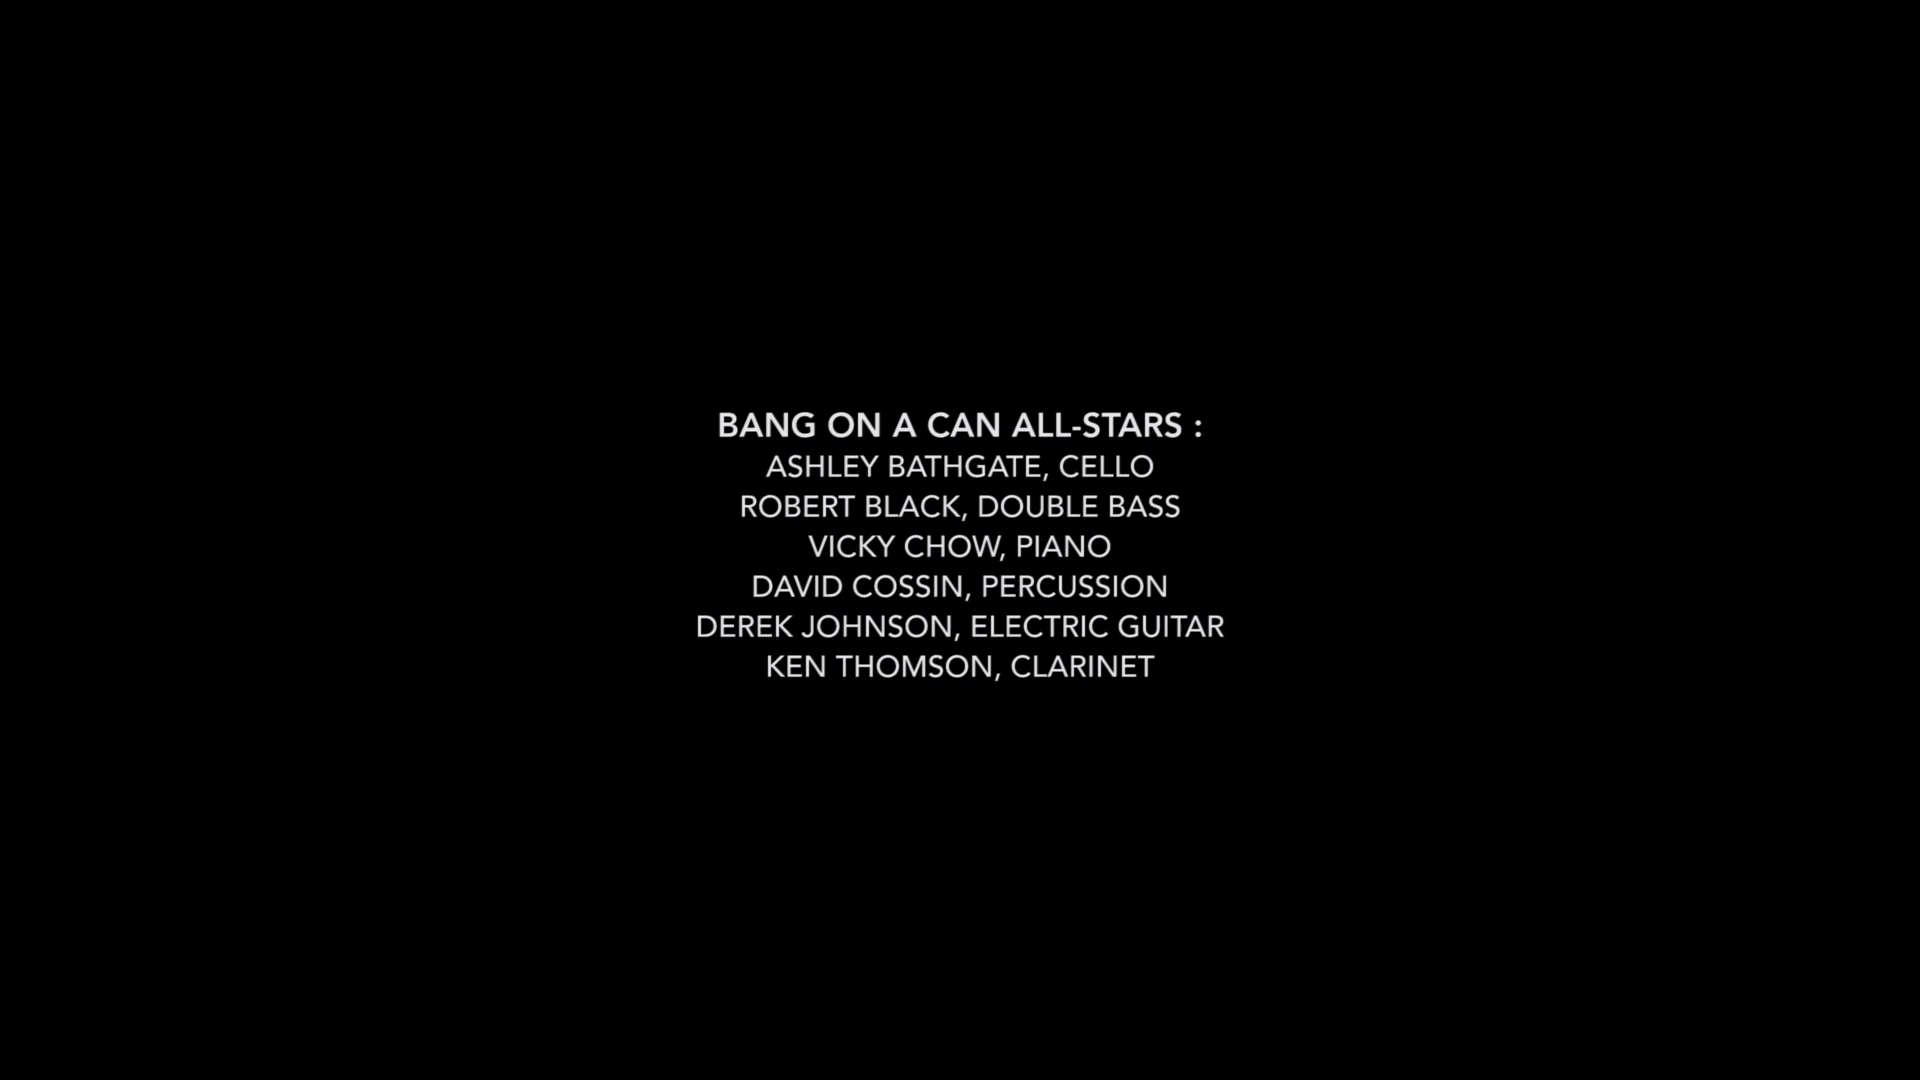 BANG ON A CAN ALL-STARS :
ASHLEY BATHGATE, CELLO
ROBERT BLACK, DOUBLE BASS
VICKY CHOW, PIANO
DAVID COSSIN, PERCUSSION
DEREK JOHNSON, ELECTRIC GUITAR
KEN THOMSON, CLARINET